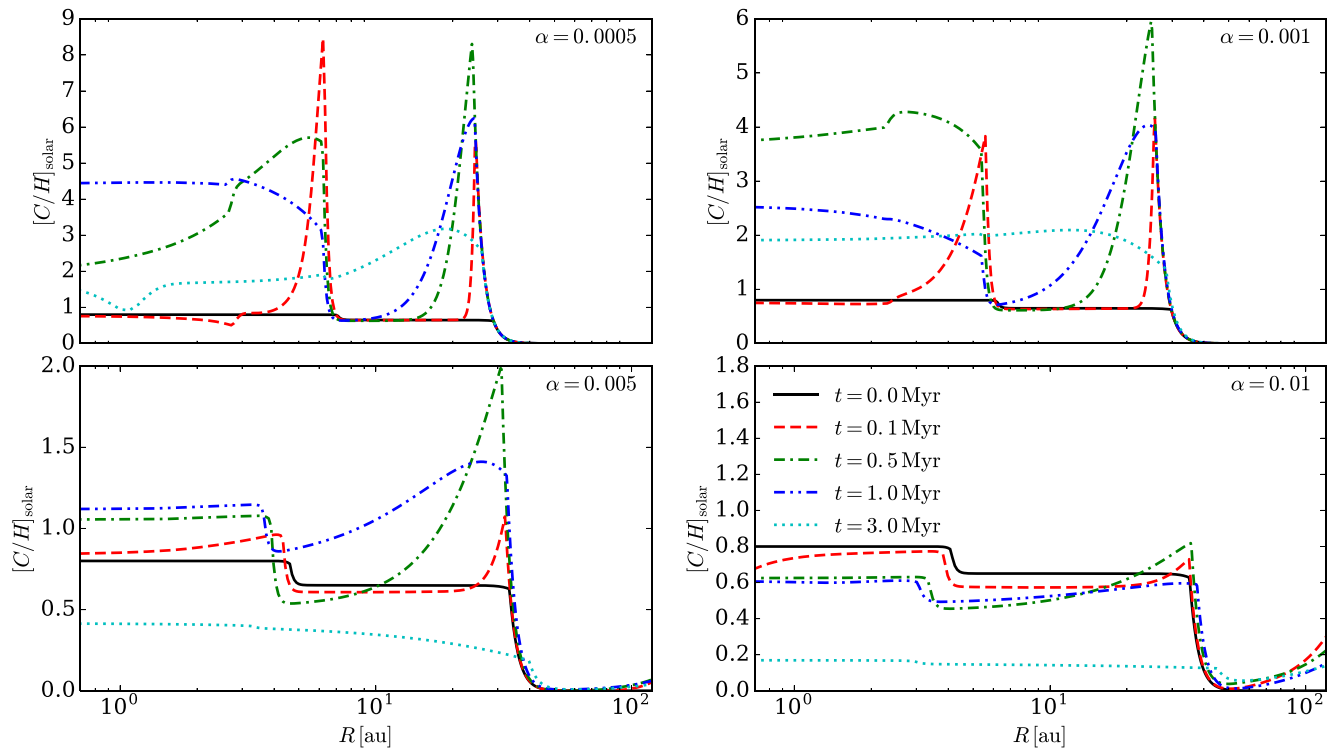 9
8
7
6
5
4
3
2
1
0
[C/H]solar
α = 0.0005
6
5
4
3
2
1
0
[C/H]solar
α = 0.001
2.0
1.5
1.0
0.5
0.0
[C/H]solar
α = 0.005
10⁰
10¹
10²
R [au]
1.8
1.6
1.4
1.2
1.0
0.8
0.6
0.4
0.2
0.0
[C/H]solar
α = 0.01
t = 0.0 Myr
t = 0.1 Myr
t = 0.5 Myr
t = 1.0 Myr
t = 3.0 Myr
10⁰
10¹
10²
R [au]